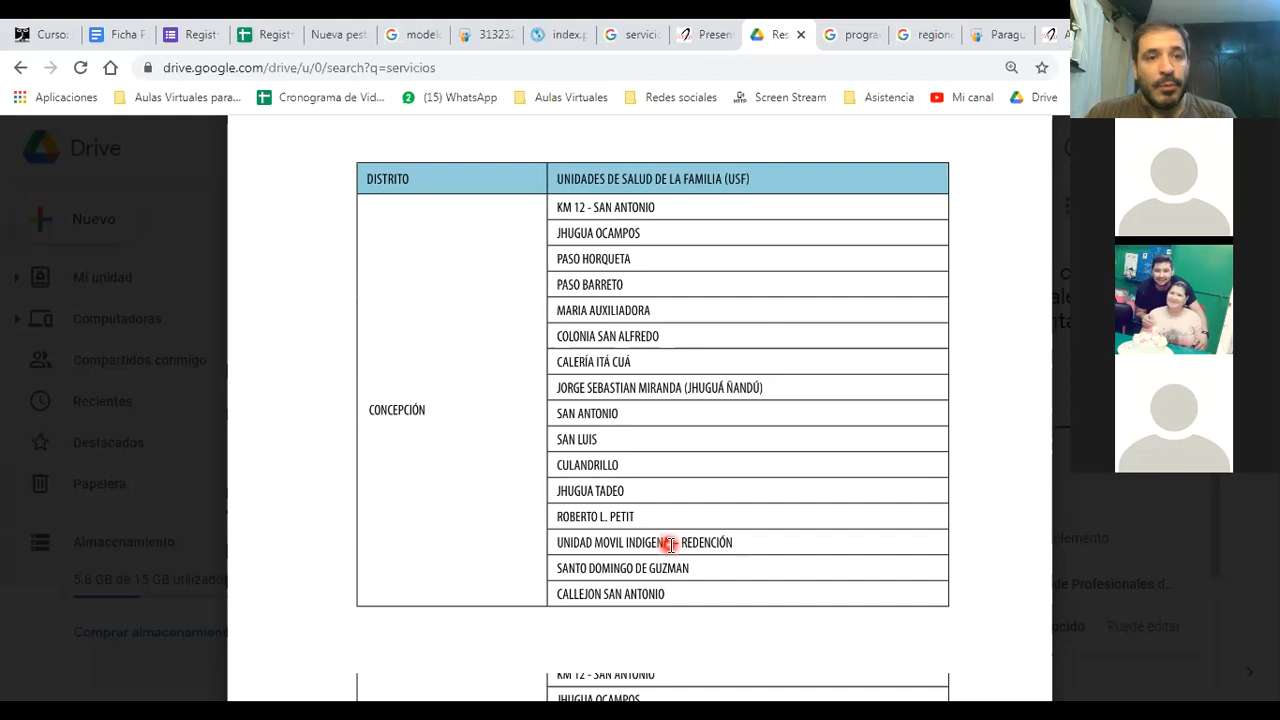 Curso:
Ficha P
Regist
Regist
Nueva pest
model
31323
index.p
servicio
Presen
Res
progra
regione
Paragu
drive.google.com/drive/u/0/search?q=servicios
Aplicaciones
Aulas Virtuales para...
Cronograma de Vid...
(15) WhatsApp
Aulas Virtuales
Redes sociales
Screen Stream
Asistencia
Mi canal
Drive
Drive
Nuevo
Mi unidad
Computadoras
Compartidos conmigo
Recientes
Destacados
Papelera
Almacenamiento
5.8 GB de 15 GB utilizado
Comprar almacenamient
DISTRITO
UNIDADES DE SALUD DE LA FAMILIA (USF)
CONCEPCIÓN
KM 12 - SAN ANTONIO
JHUGUA OCAMPOS
PASO HORQUETA
PASO BARRETO
MARIA AUXILIADORA
COLONIA SAN ALFREDO
CALERÍA ITÁ CUÁ
JORGE SEBASTIAN MIRANDA (JHUGUÁ ÑANDÚ)
SAN ANTONIO
SAN LUIS
CULANDRILLO
JHUGUA TADEO
ROBERTO L. PETIT
UNIDAD MOVIL INDIGENA - REDENCIÓN
SANTO DOMINGO DE GUZMAN
CALLEJON SAN ANTONIO
KM 12 - SAN ANTONIO
JHUGUA OCAMPOS
elemento
de Profesionales d...
Puede editar